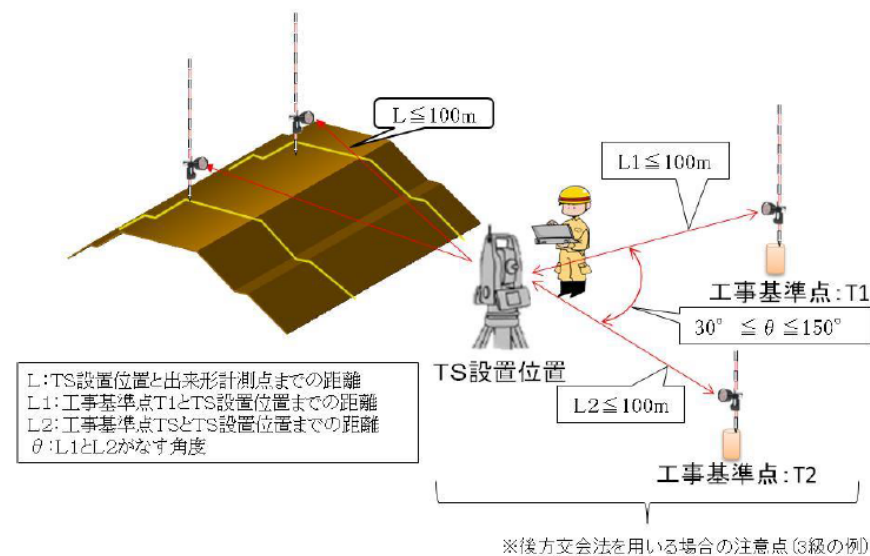 L≦100m
L1≦100m
工事基準点:T1
30° ≦θ≦150°
TS設置位置
L2≦100m
工事基準点:T2
L:TS設置位置と出来形計測点までの距離
L1:工事基準点T1とTS設置位置までの距離
L2:工事基準点TSとTS設置位置までの距離
θ:L1とL2がなす角度
※後方交会法を用いる場合の注意点(3級の例)